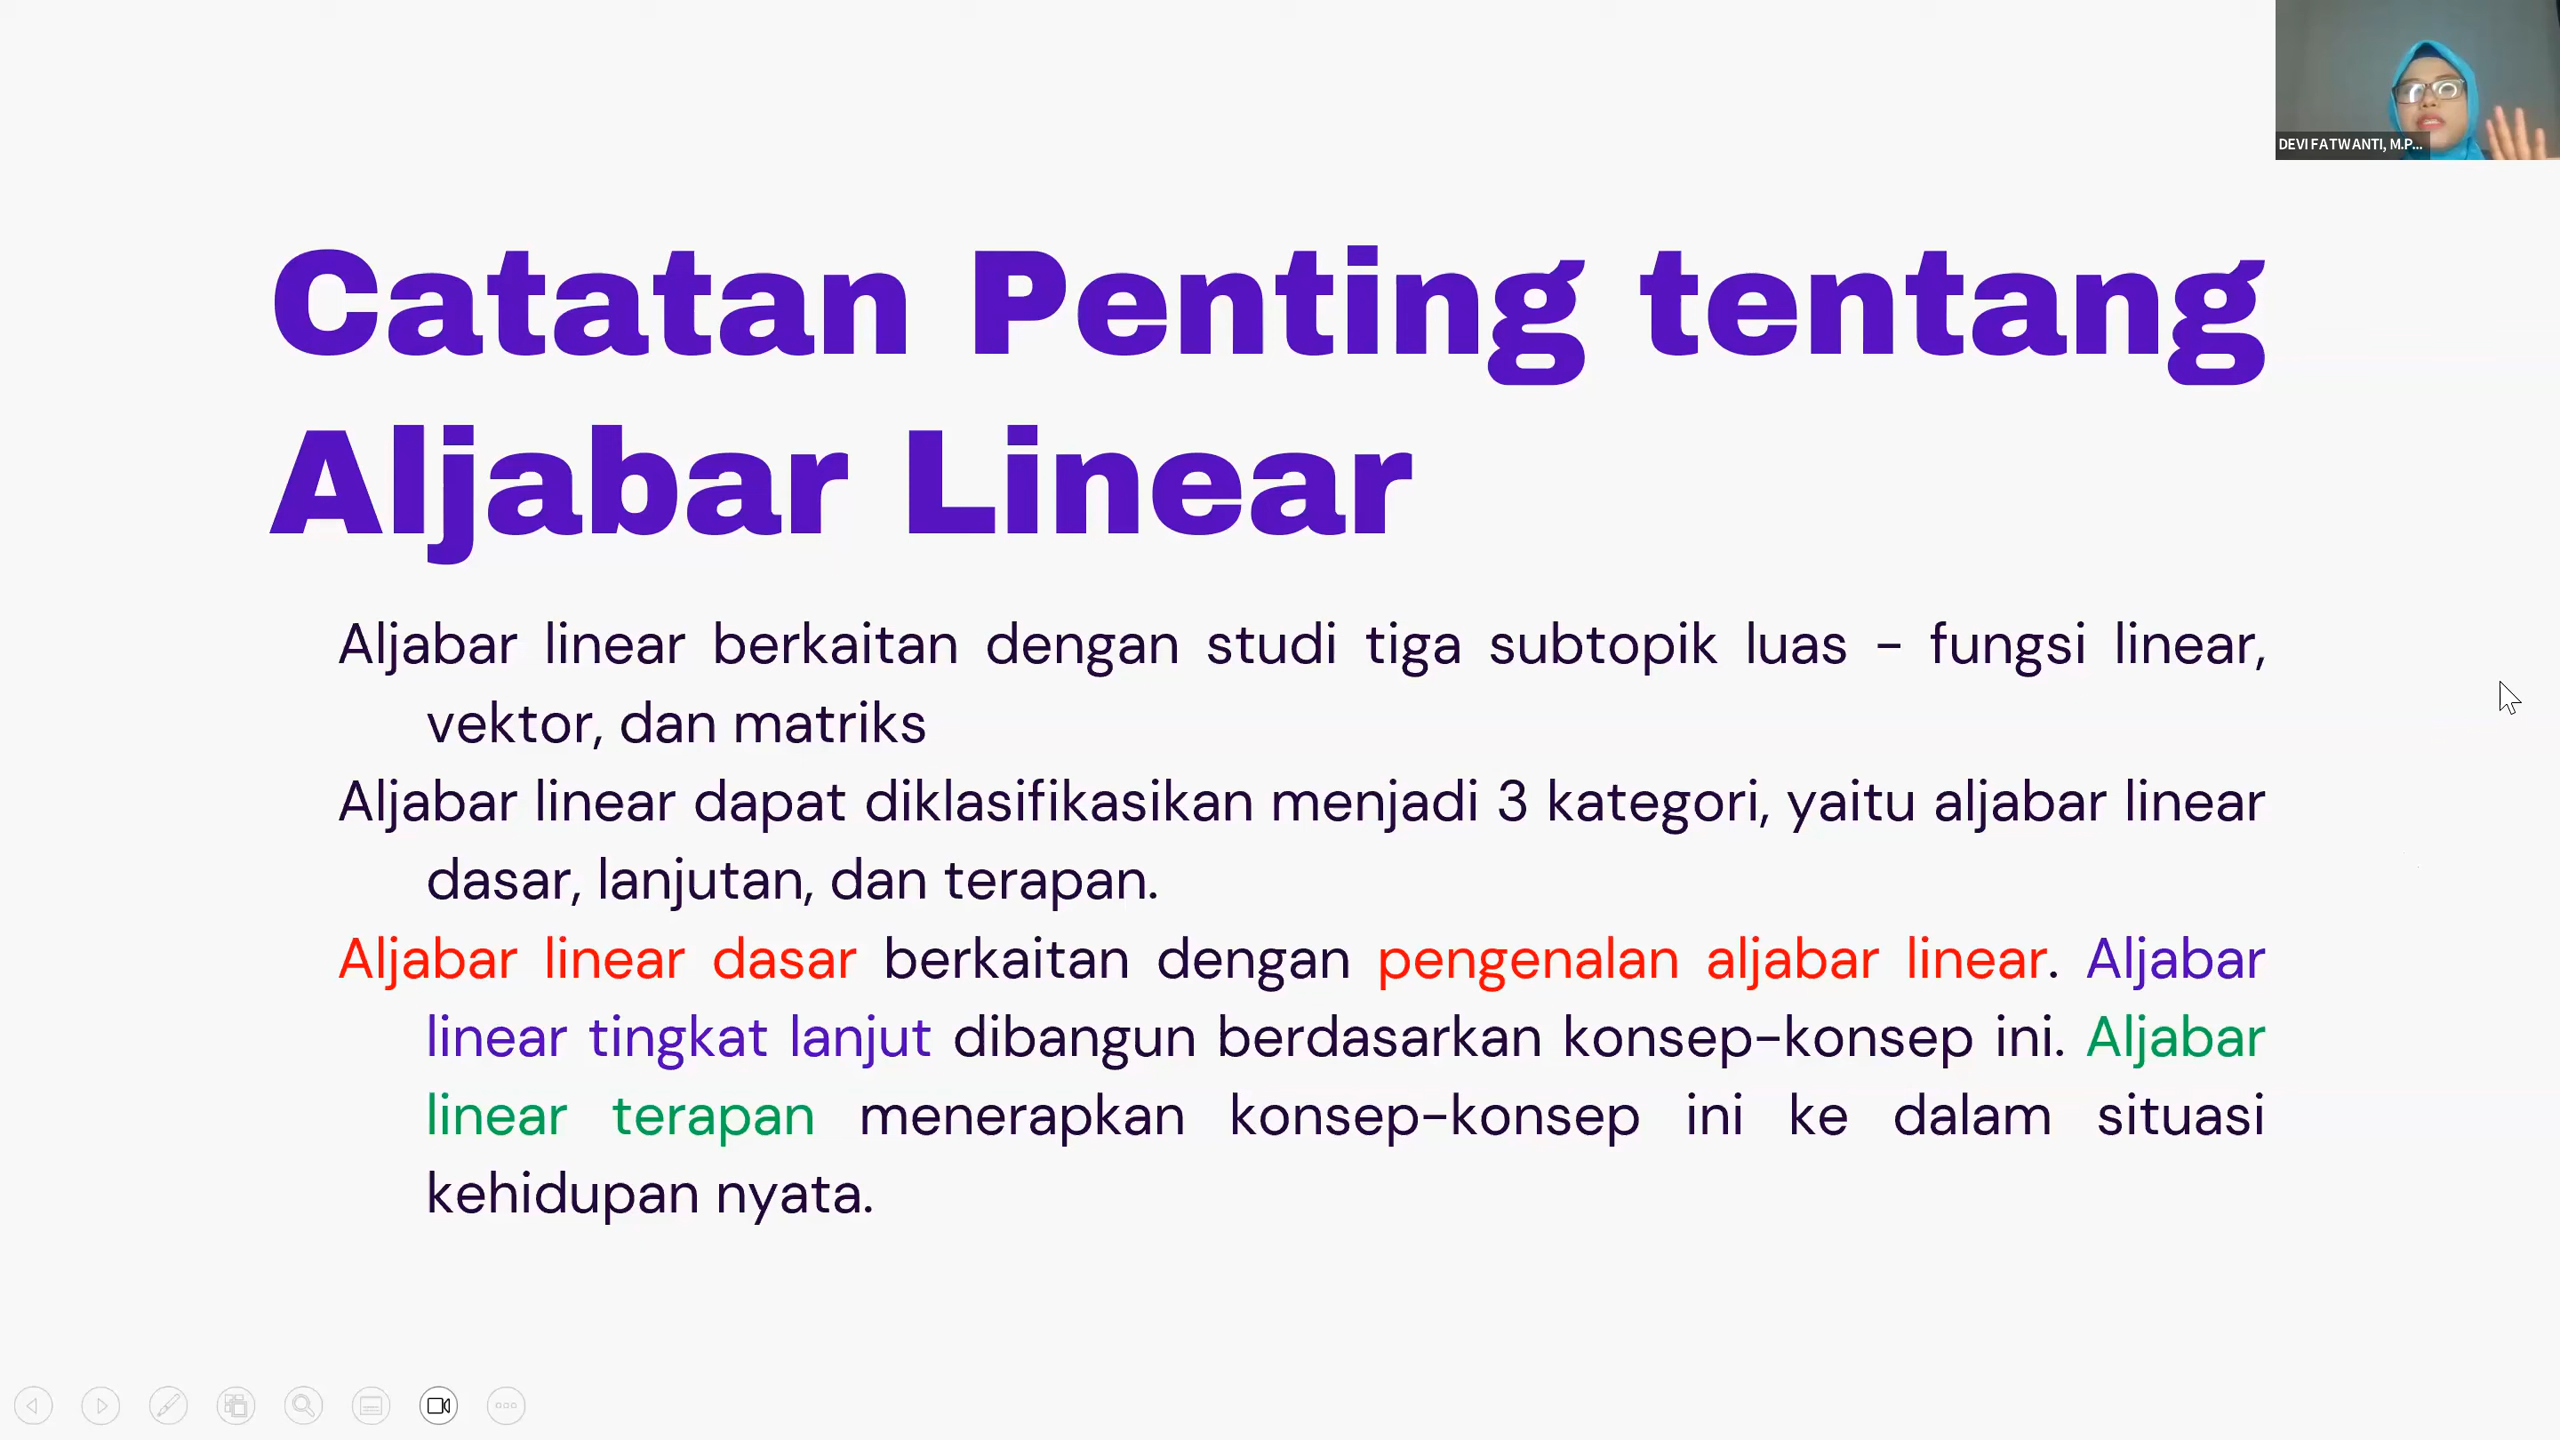 DEVI FATWANTI, M.P...
Catatan Penting tentang
Aljabar Linear
Aljabar linear berkaitan dengan studi tiga subtopik luas - fungsi linear,
vektor, dan matriks
Aljabar linear dapat diklasifikasikan menjadi 3 kategori, yaitu aljabar linear
dasar, lanjutan, dan terapan.
Aljabar linear dasar berkaitan dengan pengenalan aljabar linear. Aljabar
linear tingkat lanjut dibangun berdasarkan konsep-konsep ini. Aljabar
linear terapan menerapkan konsep-konsep ini ke dalam situasi
kehidupan nyata.